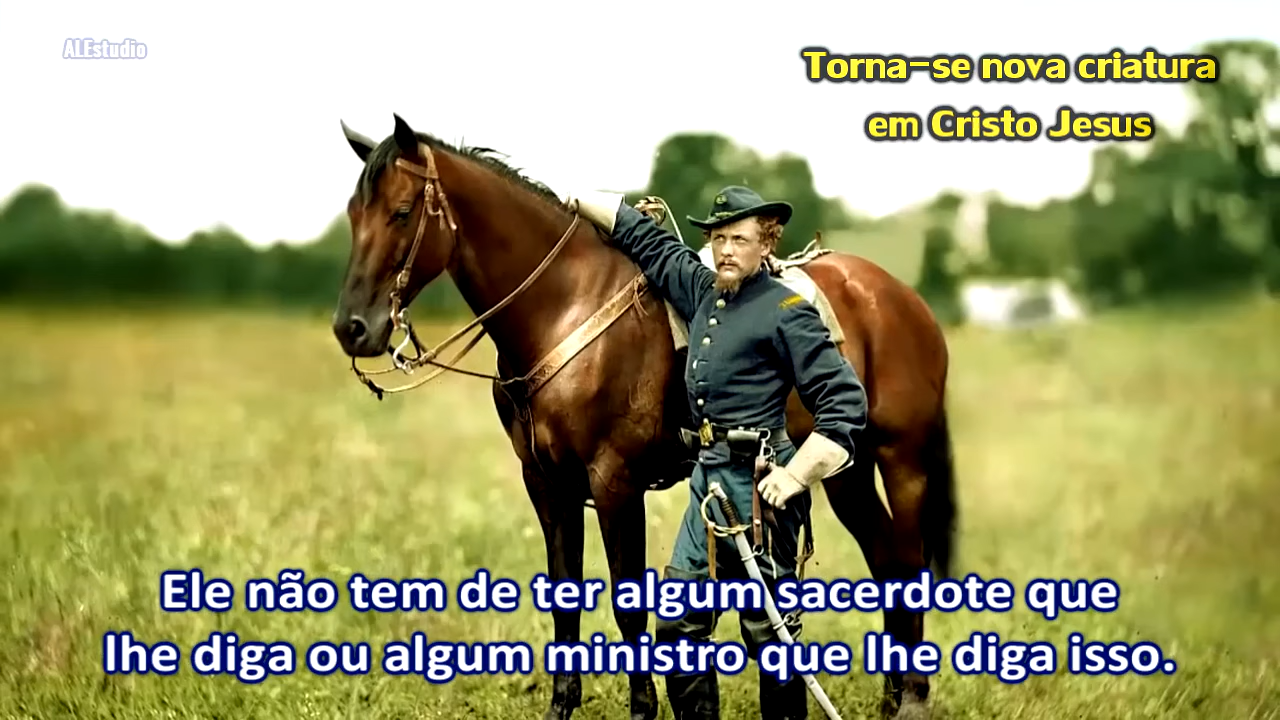 ALEstudio
Torna-se nova criatura
em Cristo Jesus
Ele não tem de ter algum sacerdote que
lhe diga ou algum ministro que lhe diga isso.